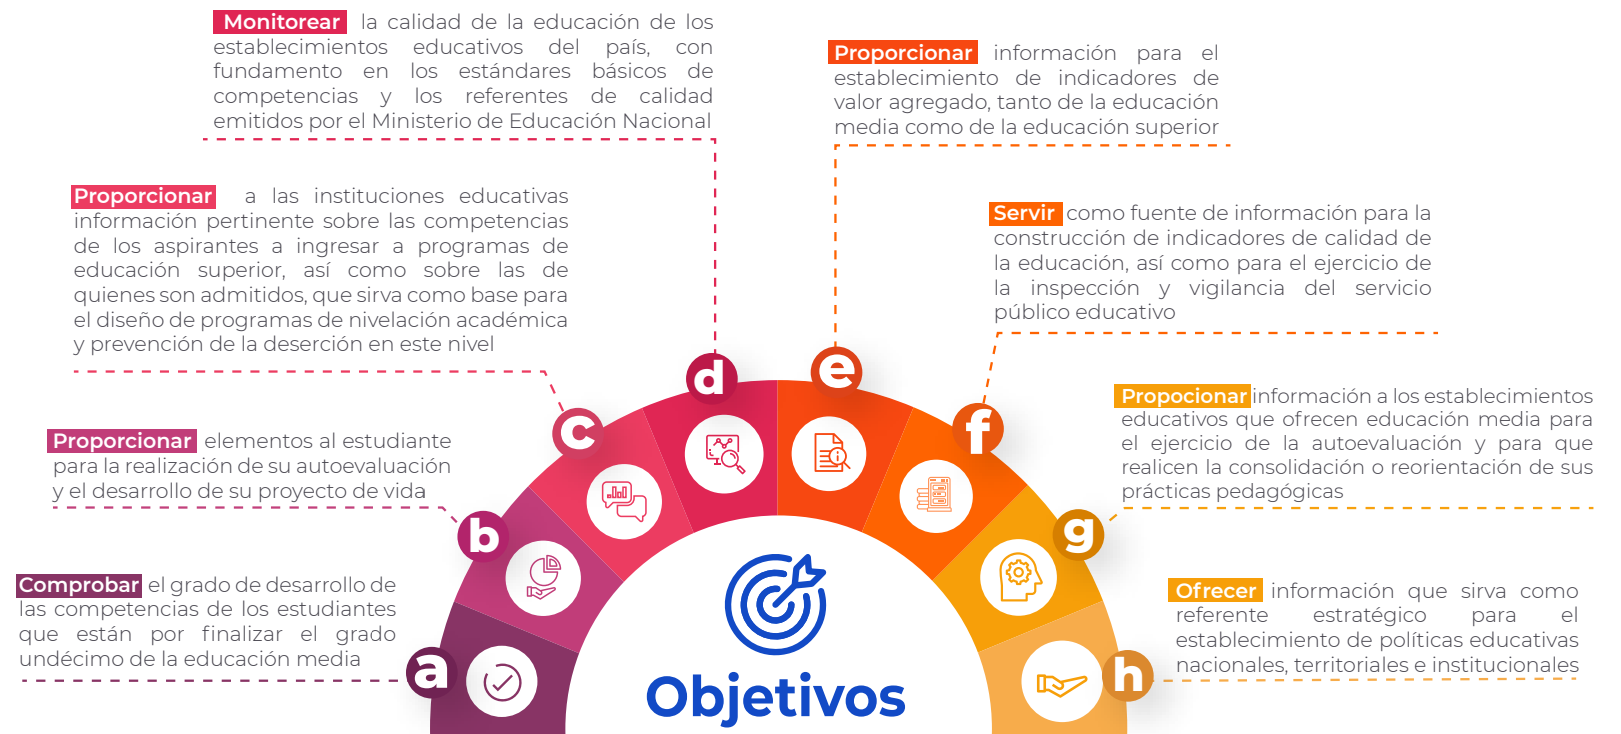 Comprobar el grado de desarrollo de
las competencias de los estudiantes
que están por finalizar el grado
undécimo de la educación media
a
Proporcionar elementos al estudiante
para la realización de su autoevaluación
y el desarrollo de su proyecto de vida
b
Proporcionar a las instituciones educativas
información pertinente sobre las competencias
de los aspirantes a ingresar a programas de
educación superior, así como sobre las de
quienes son admitidos, que sirva como base para
el diseño de programas de nivelación académica
y prevención de la deserción en este nivel
c
Monitorear la calidad de la educación de los
establecimientos educativos del país, con
fundamento en los estándares básicos de
competencias y los referentes de calidad
emitidos por el Ministerio de Educación Nacional
d
Proporcionar información para el
establecimiento de indicadores de
valor agregado, tanto de la educación
media como de la educación superior
e
Servir como fuente de información para la
construcción de indicadores de calidad de
la educación, así como para el ejercicio de
la inspección y vigilancia del servicio
público educativo
f
Propocionar información a los establecimientos
educativos que ofrecen educación media para
el ejercicio de la autoevaluación y para que
realicen la consolidación o reorientación de sus
prácticas pedagógicas
g
Ofrecer información que sirva como
referente estratégico para el
establecimiento de políticas educativas
nacionales, territoriales e institucionales
h
Objetivos